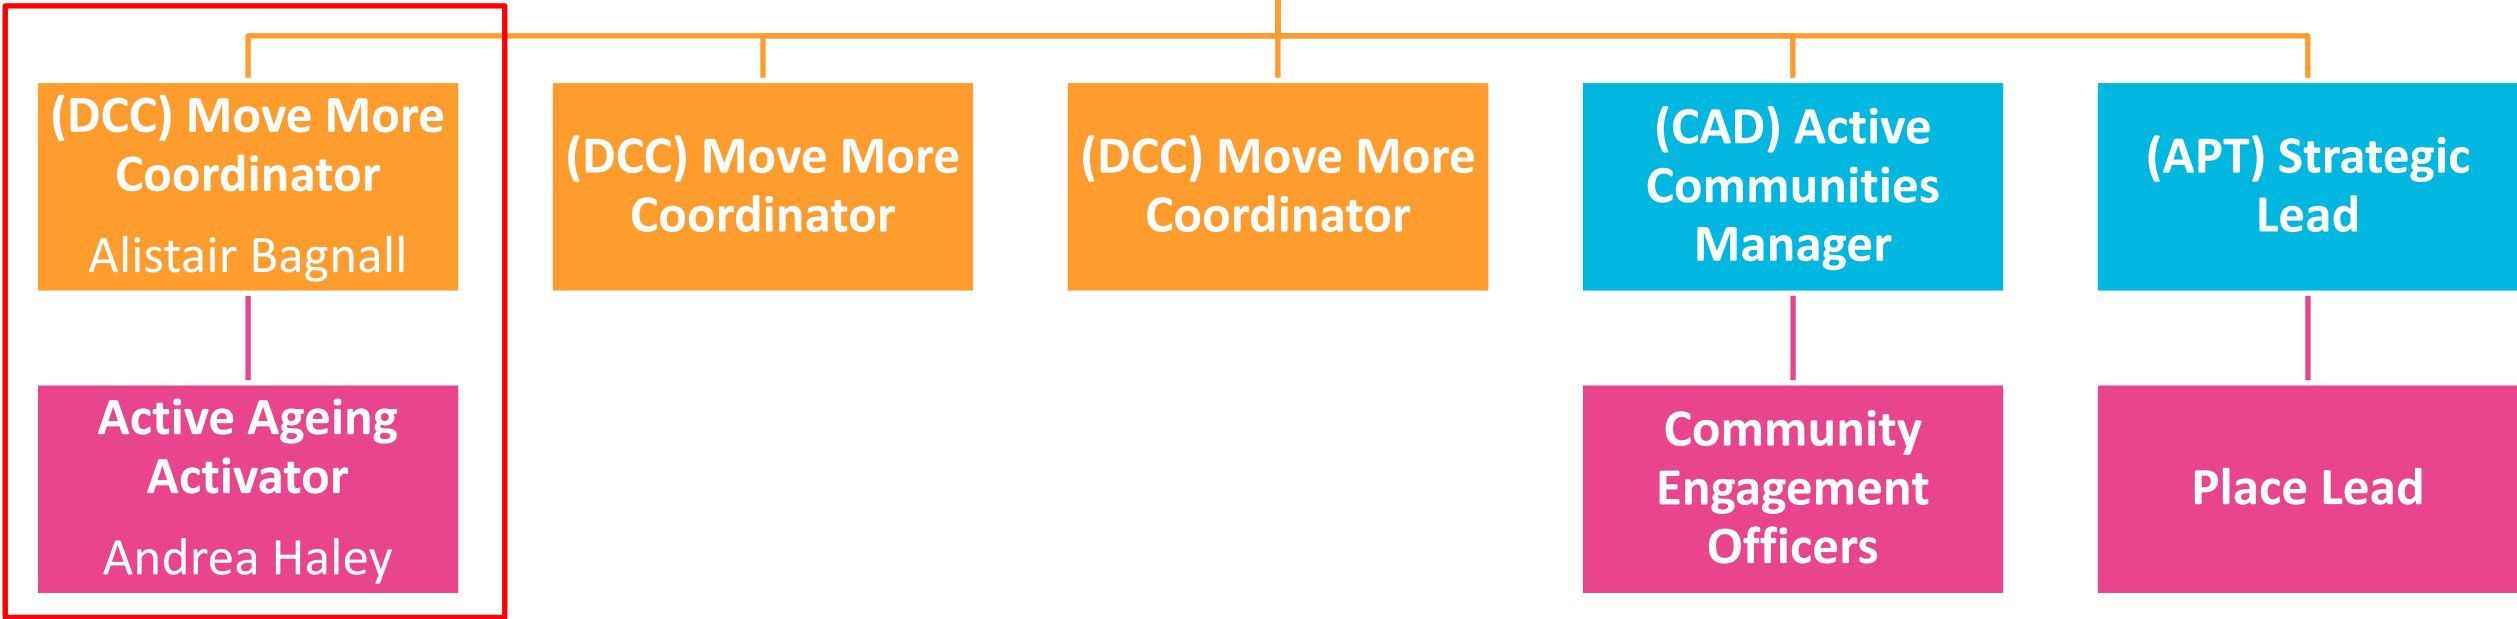 (DCC) Move More
Coordinator
Alistair Bagnall
(DCC) Move More
Coordinator
(DCC) Move More
Coordinator
(CAD) Active
Communities
Manager
(APT) Strategic
Lead
Active Ageing
Activator
Andrea Haley
Community
Engagement
Officers
Place Lead